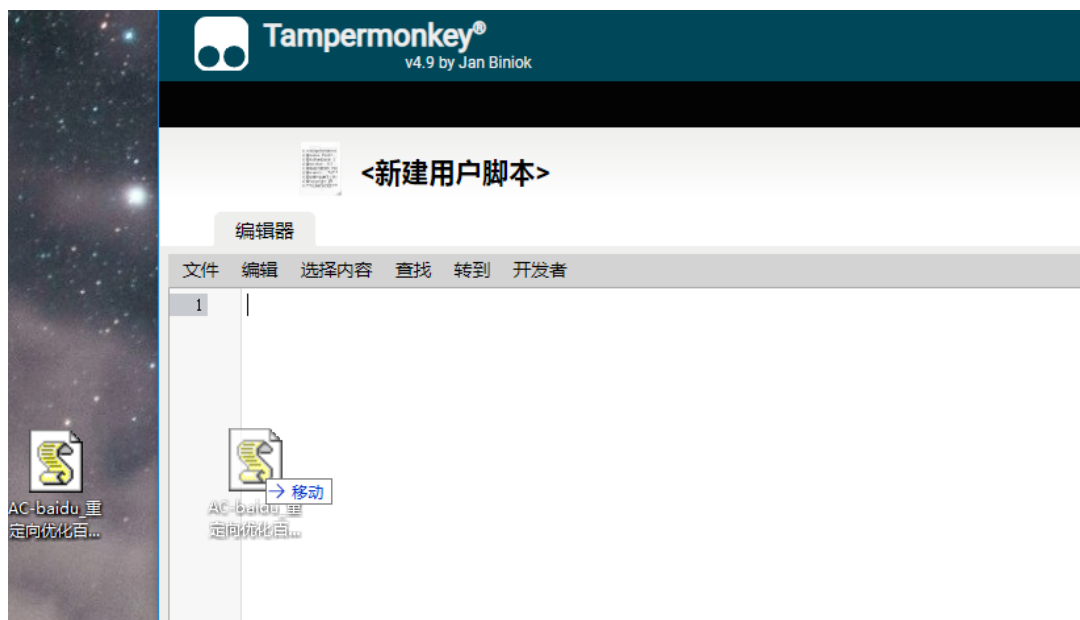 Tampermonkey®
v4.9 by Jan Biniok
<新建用户脚本>
编辑器
文件 编辑 选择内容 查找 转到 开发者
1
AC-baidu_重
定向优化百...
移动
AC-baidu_重
定向优化百...